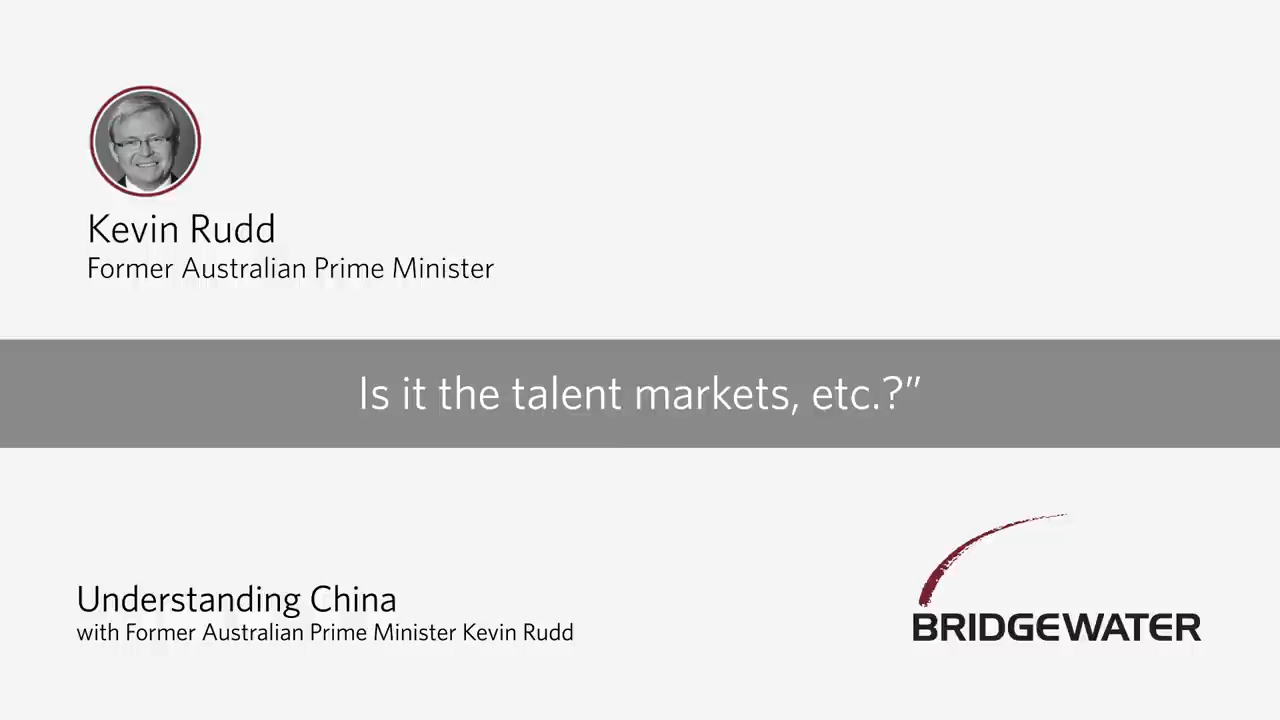 Kevin Rudd
Former Australian Prime Minister
Is it the talent markets, etc.?”
Understanding China
with Former Australian Prime Minister Kevin Rudd
BRIDGEWATER